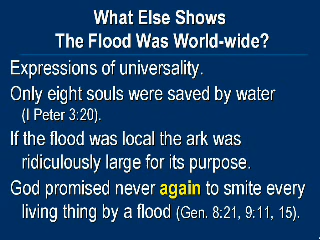 What Else Shows
The Flood Was World-wide?
Expressions of universality.
Only eight souls were saved by water
(I Peter 3:20).
If the flood was local the ark was
ridiculously large for its purpose.
God promised never again to smite every
living thing by a flood (Gen. 8:21, 9:11, 15).